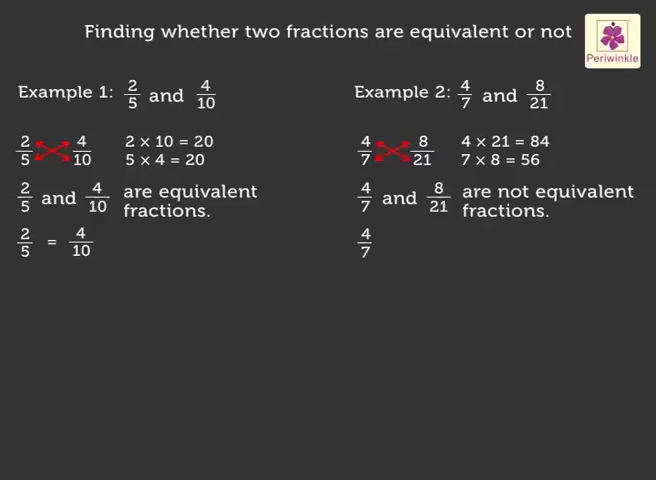 Finding whether two fractions are equivalent or not
Periwinkle
Example 1: 2/5 and 4/10
2/5 4/10 2 × 10 = 20
5 × 4 = 20
2/5 and 4/10 are equivalent
fractions.
2/5 = 4/10
Example 2: 4/7 and 8/21
4/7 8/21 4 × 21 = 84
7 × 8 = 56
4/7 and 8/21 are not equivalent
fractions.
4/7